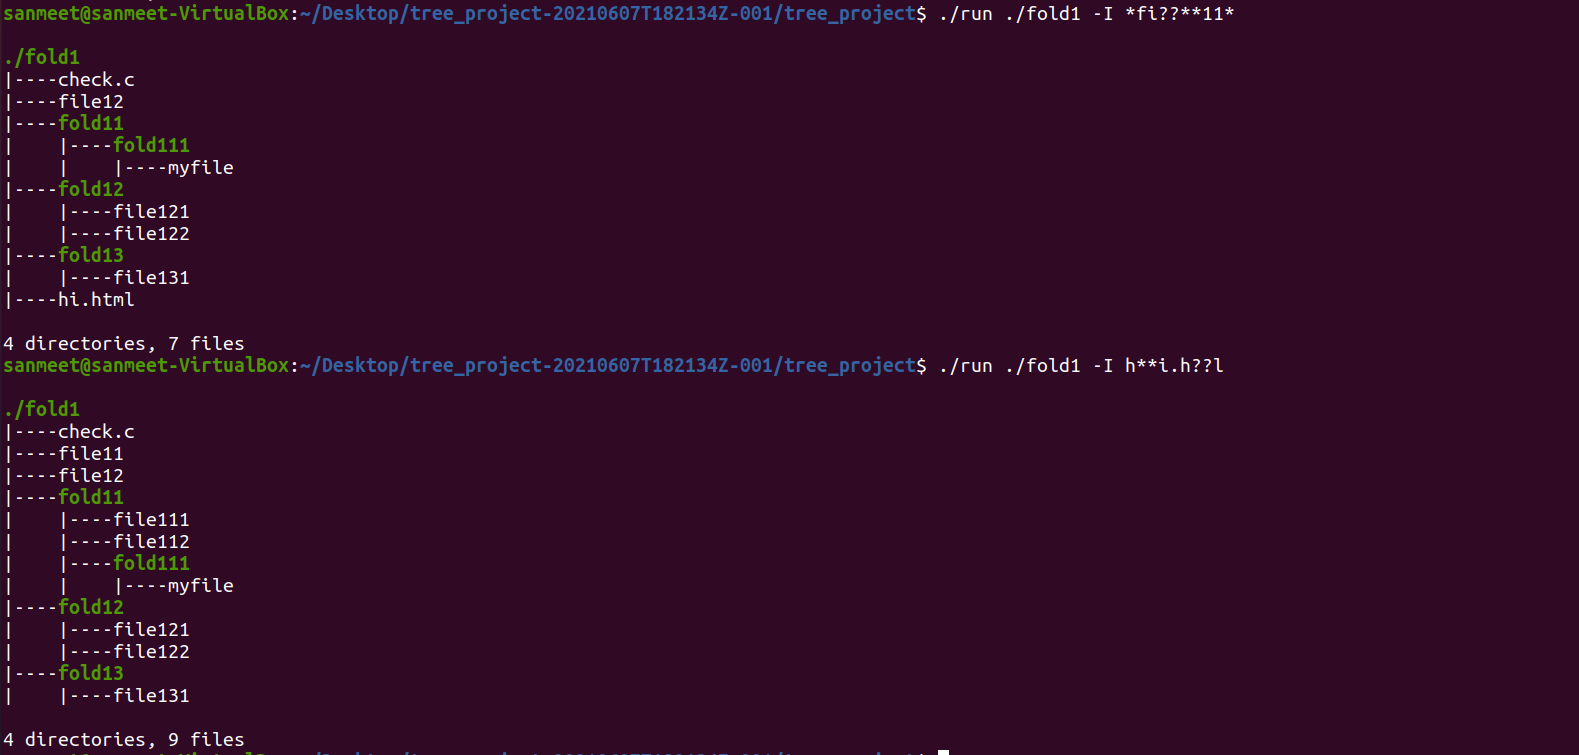 sanmeet@sanmeet-VirtualBox:~/Desktop/tree_project-20210607T182134Z-001/tree_project$ ./run ./fold1 -I *fi??**11*
./fold1
|----check.c
|----file12
|----fold11
|    |----fold111
|    |    |----myfile
|----fold12
|    |----file121
|    |----file122
|----fold13
|    |----file131
|----hi.html
4 directories, 7 files
sanmeet@sanmeet-VirtualBox:~/Desktop/tree_project-20210607T182134Z-001/tree_project$ ./run ./fold1 -I h**i.h??l
./fold1
|----check.c
|----file11
|----file12
|----fold11
|    |----file111
|    |----file112
|    |----fold111
|    |    |----myfile
|----fold12
|    |----file121
|    |----file122
|----fold13
|    |----file131
4 directories, 9 files